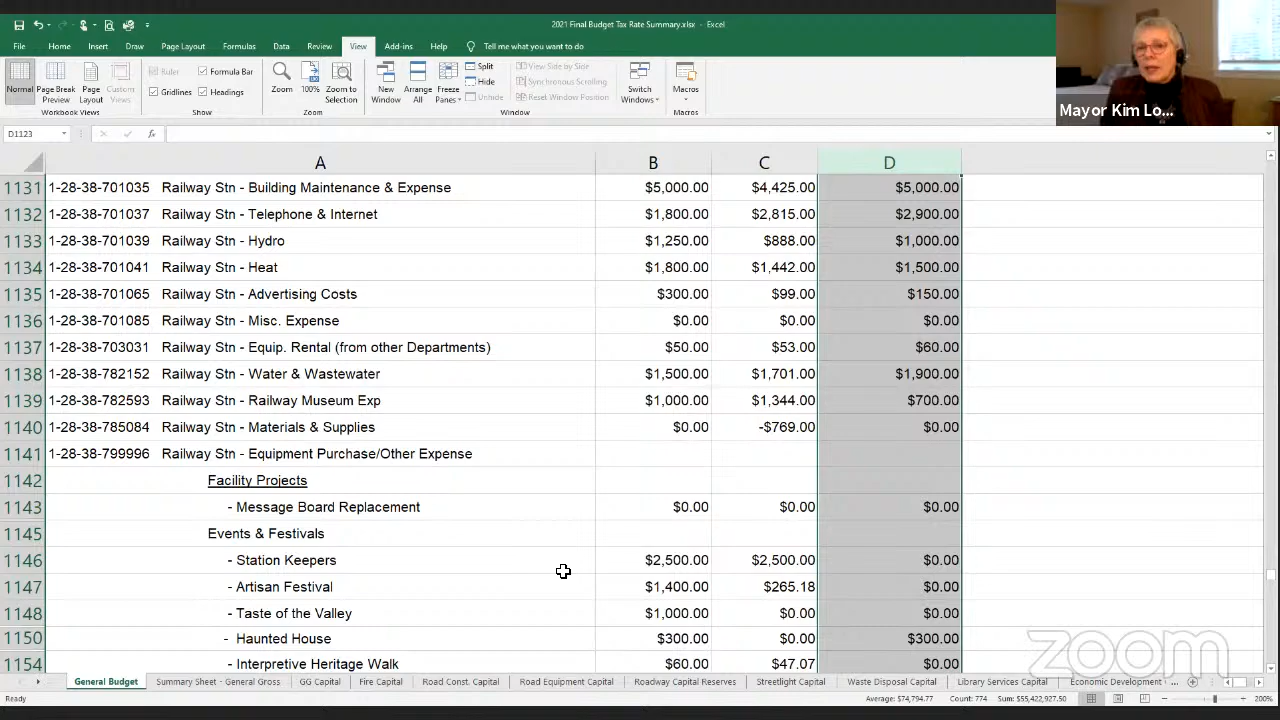 2021 Final Budget Tax Rate Summary.xlsx - Excel
File Home Insert Draw Page Layout Formulas Data Review View Add-ins Help Tell me what you want to do
Normal Page Break Preview Page Layout Custom Views
Workbook Views
Ruler Formula Bar
Gridlines Headings
Show
Zoom 100% Zoom to Selection
Zoom
New Window Arrange All Freeze Panes
Split
Hide
Unhide
View Side by Side
Synchronous Scrolling
Reset Window Position
Window
Switch Windows
Macros
Macros
Mayor Kim Lo...
D1123 fx
A B C D
1131 1-28-38-701035 Railway Stn - Building Maintenance & Expense $5,000.00 $4,425.00 $5,000.00
1132 1-28-38-701037 Railway Stn - Telephone & Internet $1,800.00 $2,815.00 $2,900.00
1133 1-28-38-701039 Railway Stn - Hydro $1,250.00 $888.00 $1,000.00
1134 1-28-38-701041 Railway Stn - Heat $1,800.00 $1,442.00 $1,500.00
1135 1-28-38-701065 Railway Stn - Advertising Costs $300.00 $99.00 $150.00
1136 1-28-38-701085 Railway Stn - Misc. Expense $0.00 $0.00 $0.00
1137 1-28-38-703031 Railway Stn - Equip. Rental (from other Departments) $50.00 $53.00 $60.00
1138 1-28-38-782152 Railway Stn - Water & Wastewater $1,500.00 $1,701.00 $1,900.00
1139 1-28-38-782593 Railway Stn - Railway Museum Exp $1,000.00 $1,344.00 $700.00
1140 1-28-38-785084 Railway Stn - Materials & Supplies $0.00 -$769.00 $0.00
1141 1-28-38-799996 Railway Stn - Equipment Purchase/Other Expense
1142 Facility Projects
1143 - Message Board Replacement $0.00 $0.00 $0.00
1145 Events & Festivals
1146 - Station Keepers $2,500.00 $2,500.00 $0.00
1147 - Artisan Festival $1,400.00 $265.18 $0.00
1148 - Taste of the Valley $1,000.00 $0.00 $0.00
1150 - Haunted House $300.00 $0.00 $300.00
1154 - Interpretive Heritage Walk $60.00 $47.07 $0.00
zoom
General Budget Summary Sheet - General Gross GG Capital Fire Capital Road Const. Capital Road Equipment Capital Roadway Capital Reserves Streetlight Capital Waste Disposal Capital Library Services Capital Economic Development ...
Ready Average: $74,794.77 Count: 774 Sum: $55,422,927.50 200%